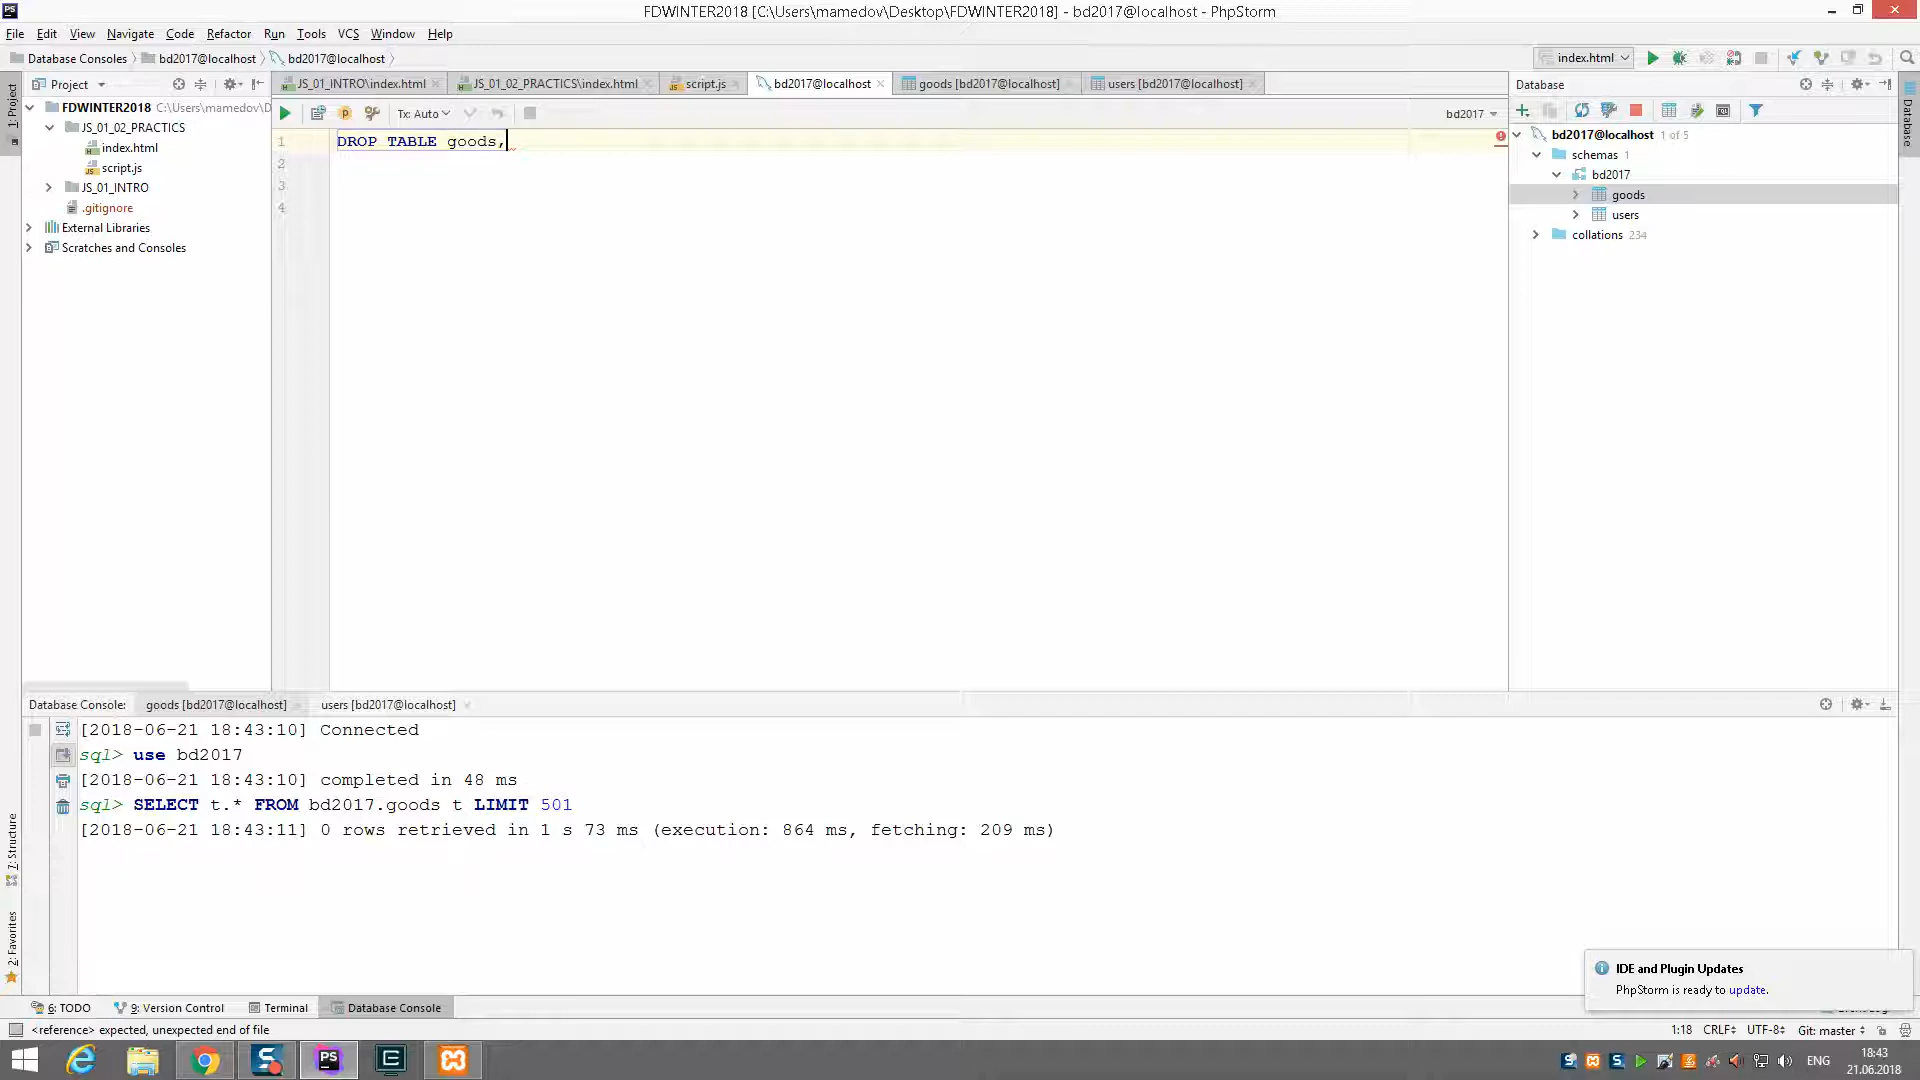 FDWINTER2018 [C:\Users\mamedov\Desktop\FDWINTER2018] - bd2017@localhost - PhpStorm
File Edit View Navigate Code Refactor Run Tools VCS Window Help
Database Consoles bd2017@localhost bd2017@localhost index.html
1: Project
Project
JS_01_INTRO\index.html JS_01_02_PRACTICS\index.html script.js bd2017@localhost goods [bd2017@localhost] users [bd2017@localhost]
Database
Database
FDWINTER2018 C:\Users\mamedov\D
JS_01_02_PRACTICS
index.html
script.js
JS_01_INTRO
.gitignore
External Libraries
Scratches and Consoles
Tx: Auto bd2017
1 DROP TABLE goods,
2
3
4
bd2017@localhost 1 of 5
schemas 1
bd2017
goods
users
collations 234
7: Structure
2: Favorites
Database Console: goods [bd2017@localhost] users [bd2017@localhost]
[2018-06-21 18:43:10] Connected
sql> use bd2017
[2018-06-21 18:43:10] completed in 48 ms
sql> SELECT t.* FROM bd2017.goods t LIMIT 501
[2018-06-21 18:43:11] 0 rows retrieved in 1 s 73 ms (execution: 864 ms, fetching: 209 ms)
IDE and Plugin Updates
PhpStorm is ready to update.
6: TODO 9: Version Control Terminal Database Console
<reference> expected, unexpected end of file 1:18 CRLF UTF-8 Git: master
PS ENG 18:43
21.06.2018